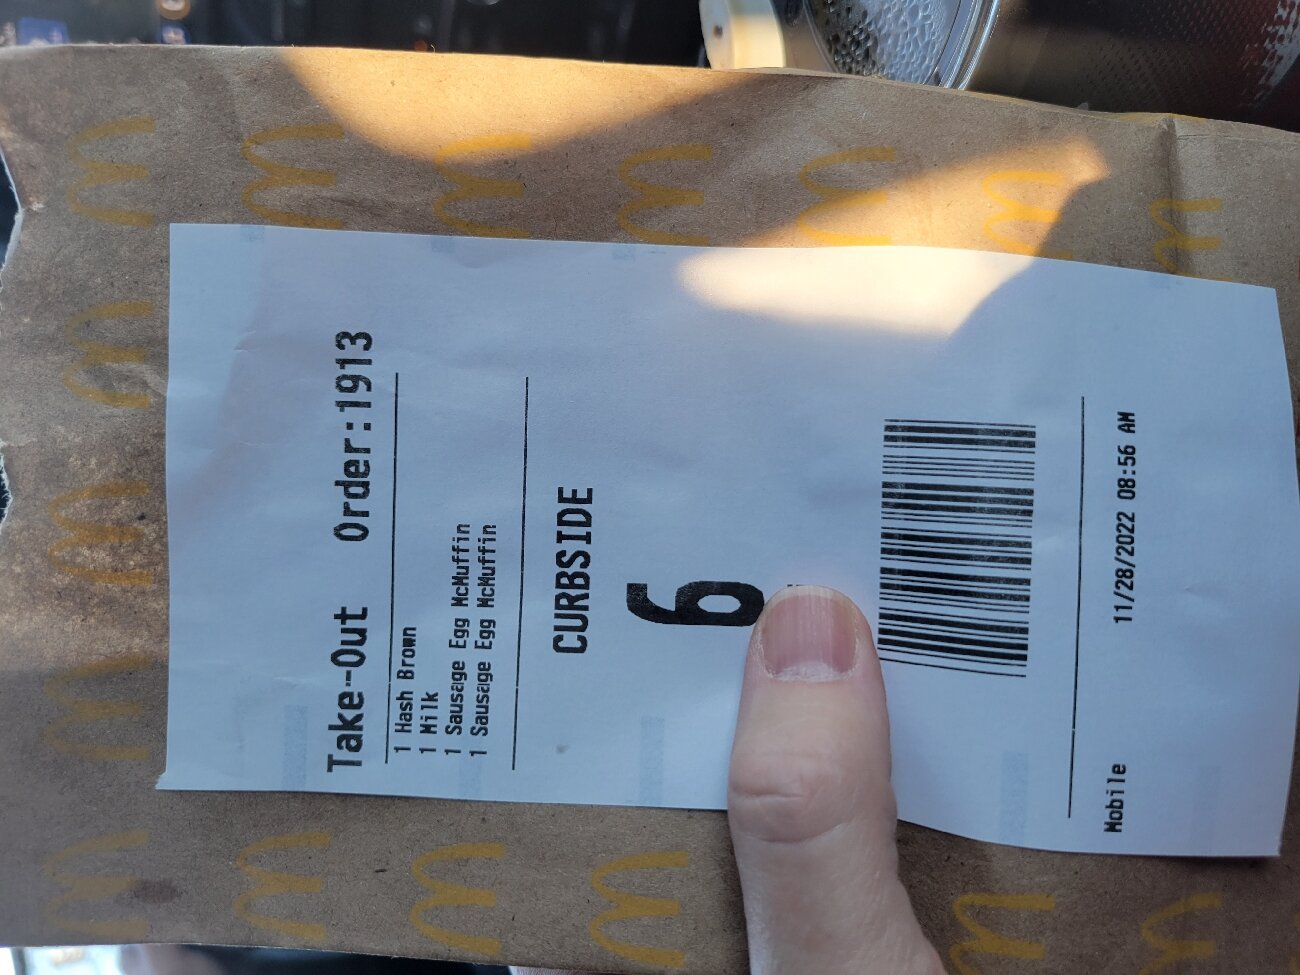 Take-Out Order:1913
1 Hash Brown
1 Milk
1 Sausage Egg McMuffin
1 Sausage Egg McMuffin
CURBSIDE
6
Mobile 11/28/2022 08:56 AM